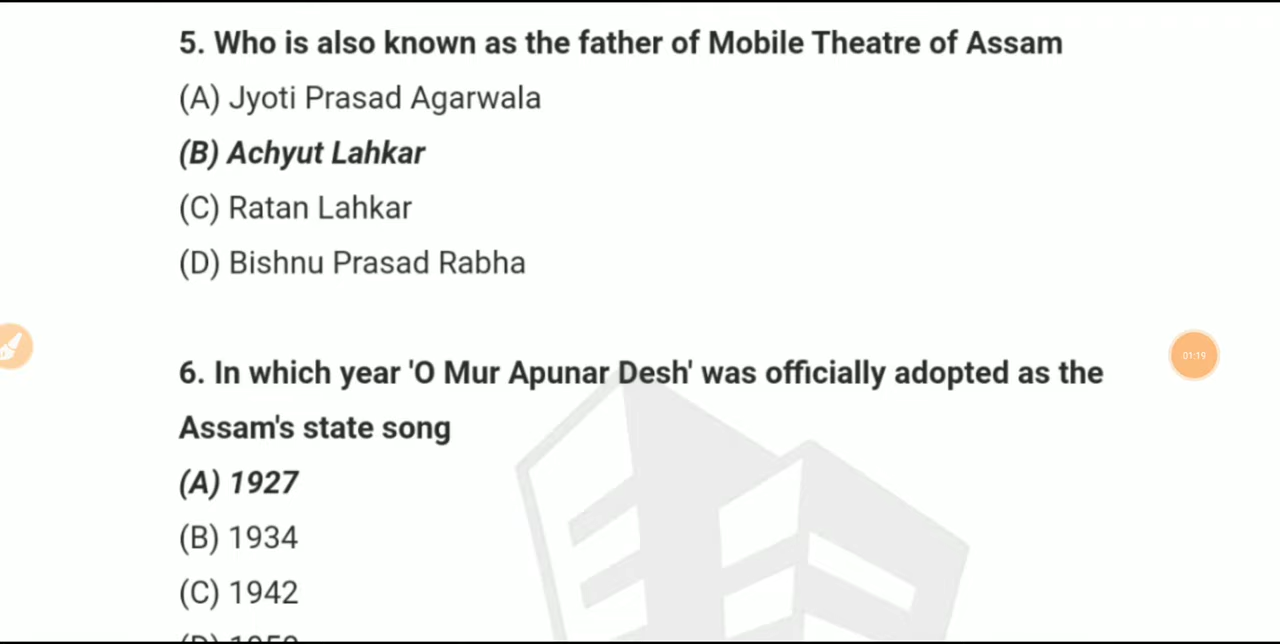 5. Who is also known as the father of Mobile Theatre of Assam
(A) Jyoti Prasad Agarwala
(B) Achyut Lahkar
(C) Ratan Lahkar
(D) Bishnu Prasad Rabha
01:19
6. In which year 'O Mur Apunar Desh' was officially adopted as the
Assam's state song
(A) 1927
(B) 1934
(C) 1942